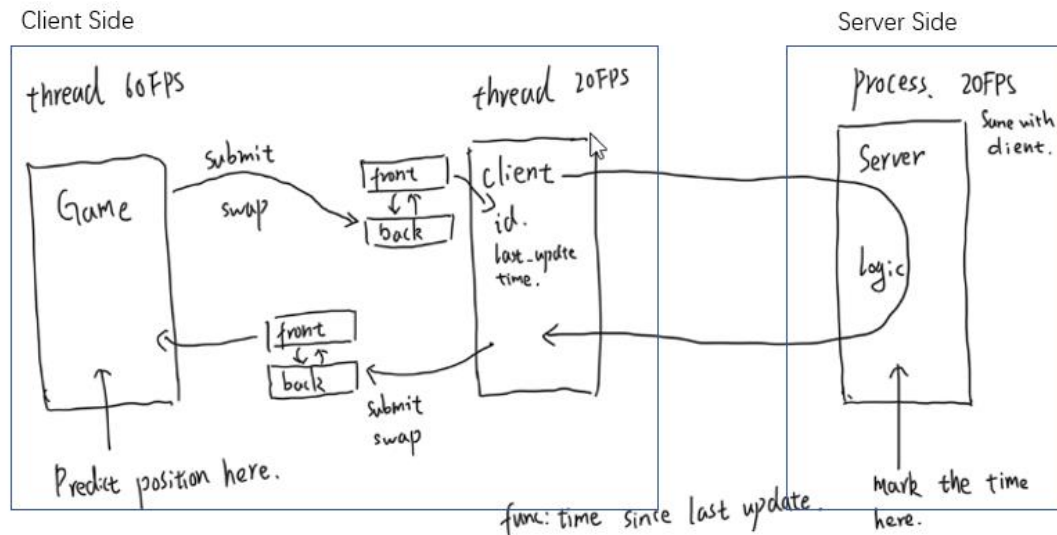 Client Side
Server Side
thread 60FPS
thread 20FPS
Process. 20FPS
Same with
client.
Game
submit
swap
front
back
client
id.
last_update
time.
Server
logic
front
back
submit
swap
Predict position here.
mark the time
here.
func: time since last update.